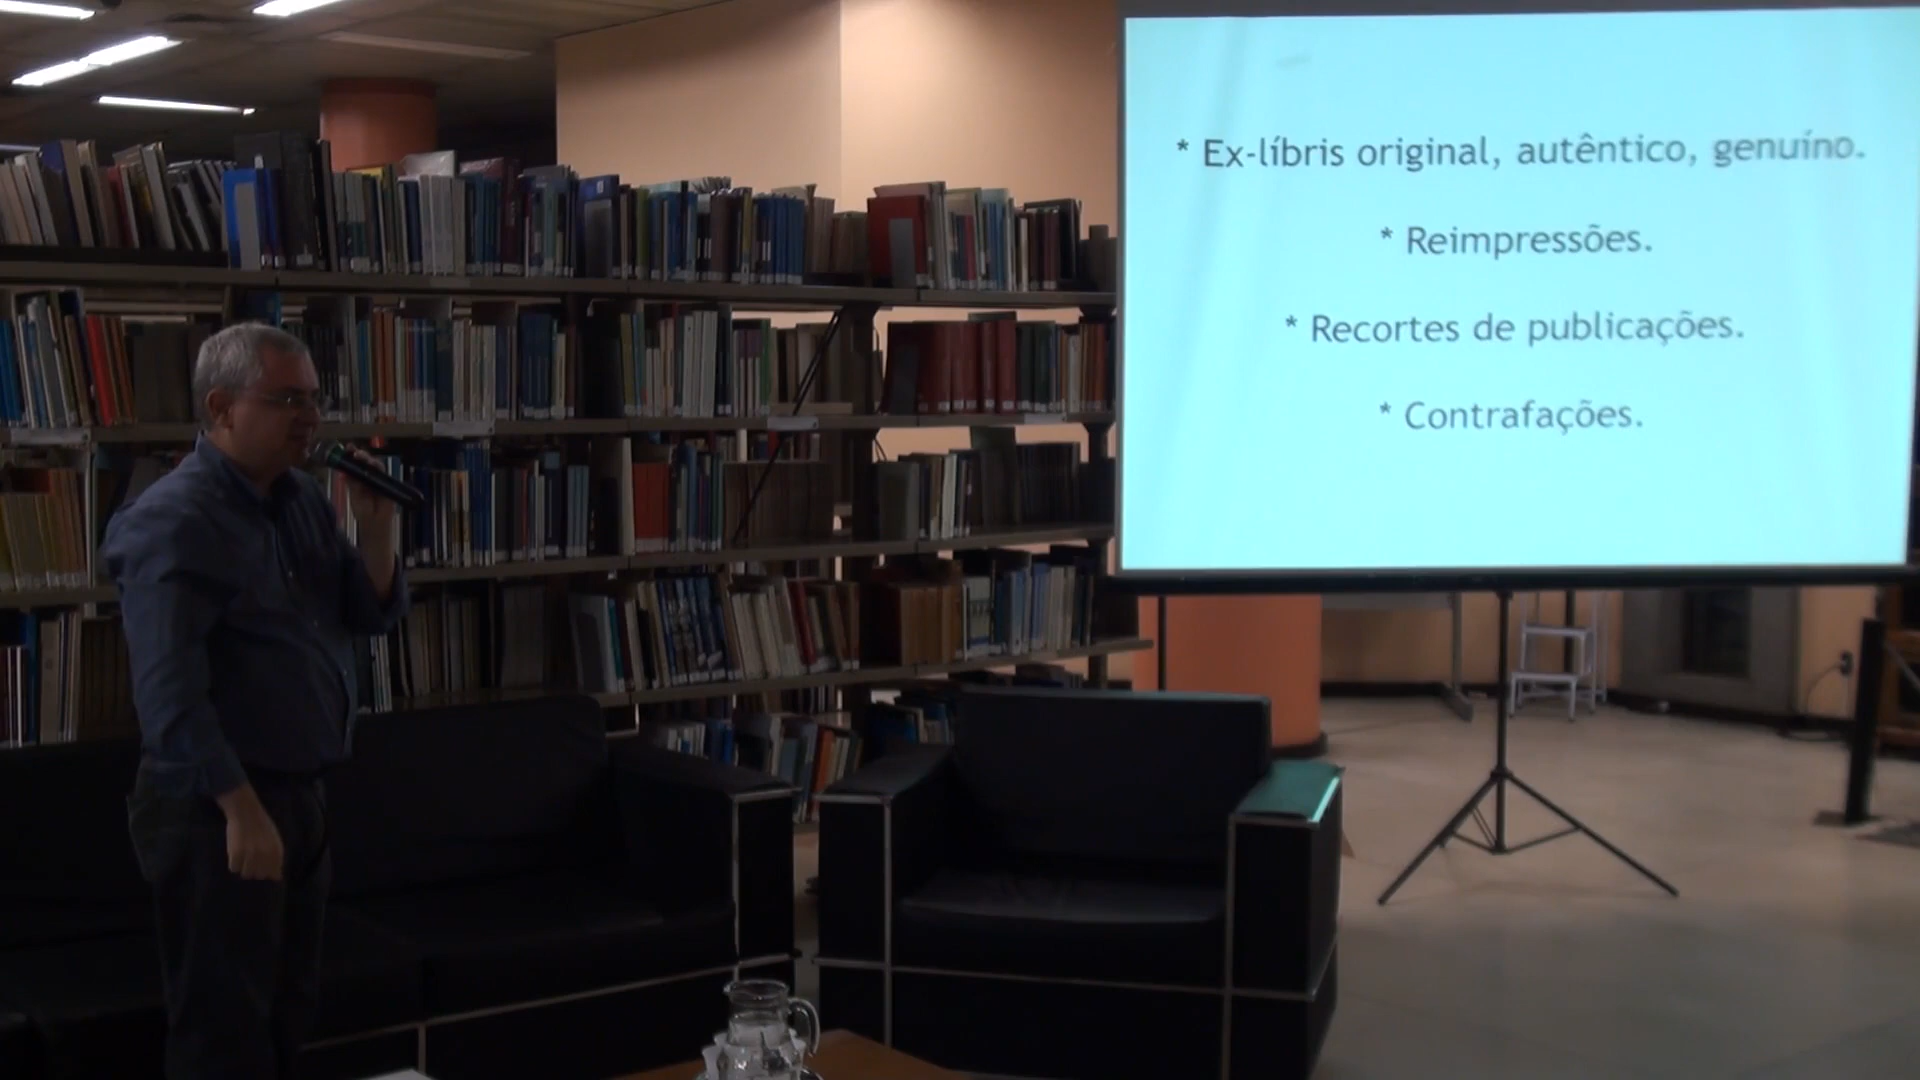 * Ex-líbris original, autêntico, genuíno.
* Reimpressões.
* Recortes de publicações.
* Contrafações.